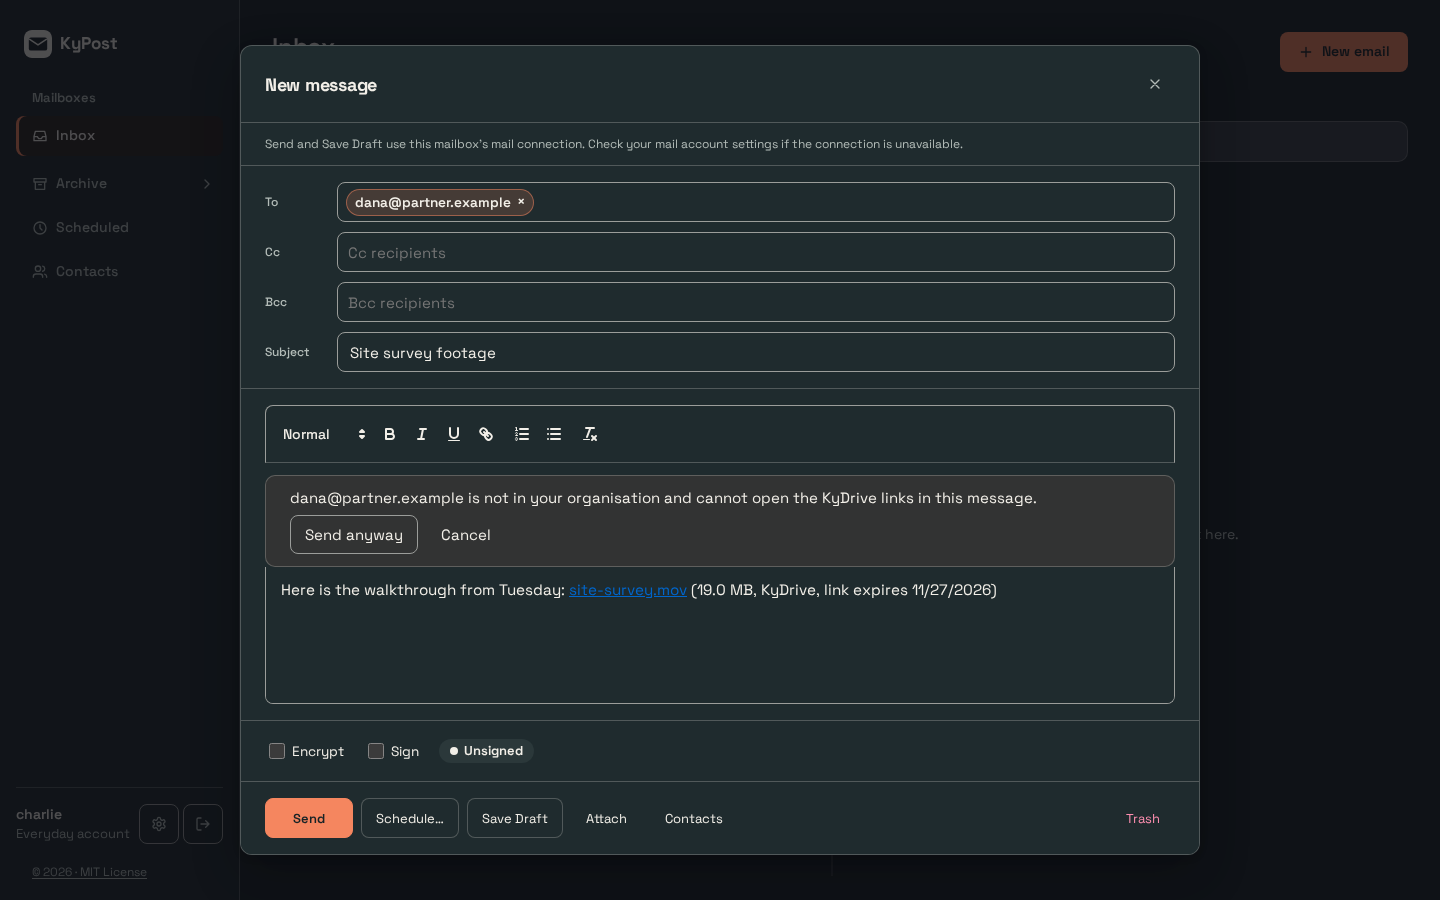 KyPost
Mailboxes
Inbox
Archive
Scheduled
Contacts
charlie
Everyday account
© 2026 · MIT License
Inbox
New email
here.
New message
Send and Save Draft use this mailbox's mail connection. Check your mail account settings if the connection is unavailable.
To
dana@partner.example ×
Cc
Cc recipients
Bcc
Bcc recipients
Subject
Site survey footage
Normal
dana@partner.example is not in your organisation and cannot open the KyDrive links in this message.
Send anyway
Cancel
Here is the walkthrough from Tuesday: site-survey.mov (19.0 MB, KyDrive, link expires 11/27/2026)
Encrypt
Sign
Unsigned
Send
Schedule…
Save Draft
Attach
Contacts
Trash